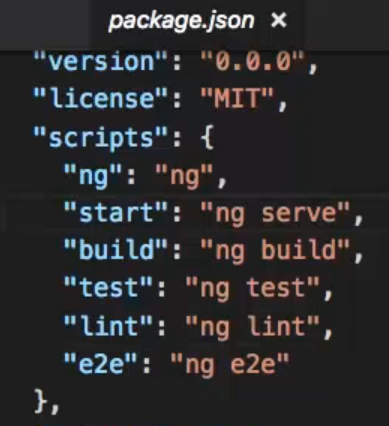 package.json ×
"version": "0.0.0",
"license": "MIT",
"scripts": {
"ng": "ng",
"start": "ng serve",
"build": "ng build",
"test": "ng test",
"lint": "ng lint",
"e2e": "ng e2e"
},